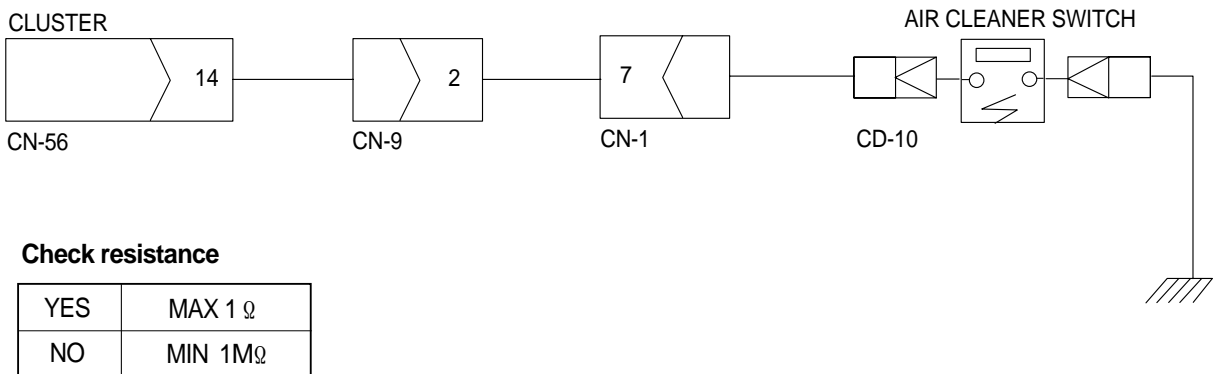 CLUSTER
AIR CLEANER SWITCH
14
2
7
CN-56
CN-9
CN-1
CD-10
Check resistance
YES MAX 1 Ω
NO MIN 1MΩ